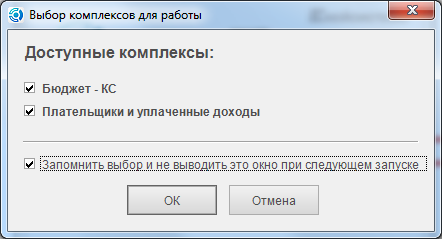 Выбор комплексов для работы
Доступные комплексы:
Бюджет - КС
Плательщики и уплаченные доходы
Запомнить выбор и не выводить это окно при следующем запуске
ОК
Отмена